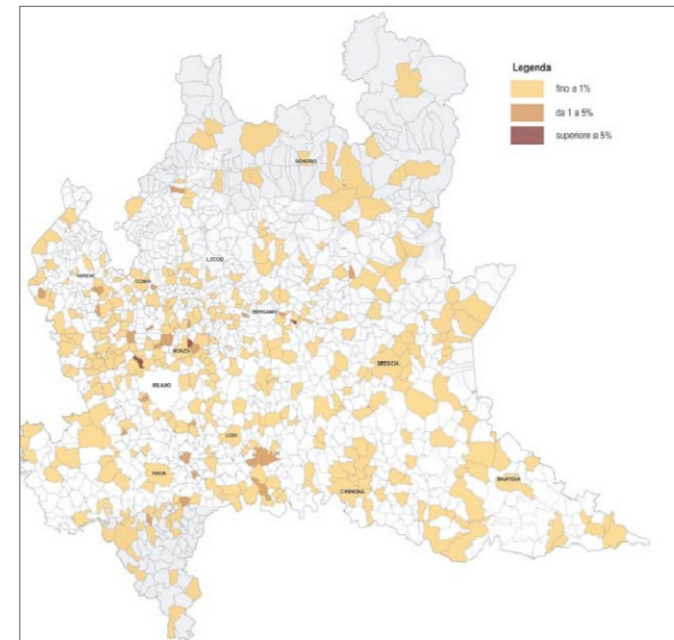 Legenda
fino a 1%
da 1 a 5%
superiore a 5%
SONDRIO
LECCO
VARESE
COMO
BERGAMO
MONZA
BRESCIA
MILANO
LODI
PAVIA
CREMONA
MANTOVA